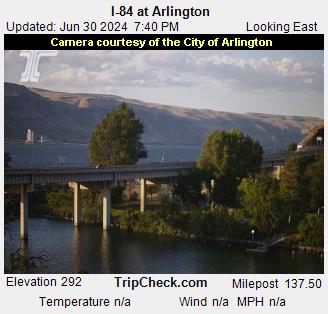 I-84 at Arlington
Updated: Jun 30 2024 7:40 PM Looking East
Camera courtesy of the City of Arlington
Elevation 292 TripCheck.com Milepost 137.50
Temperature n/a Wind n/a MPH n/a